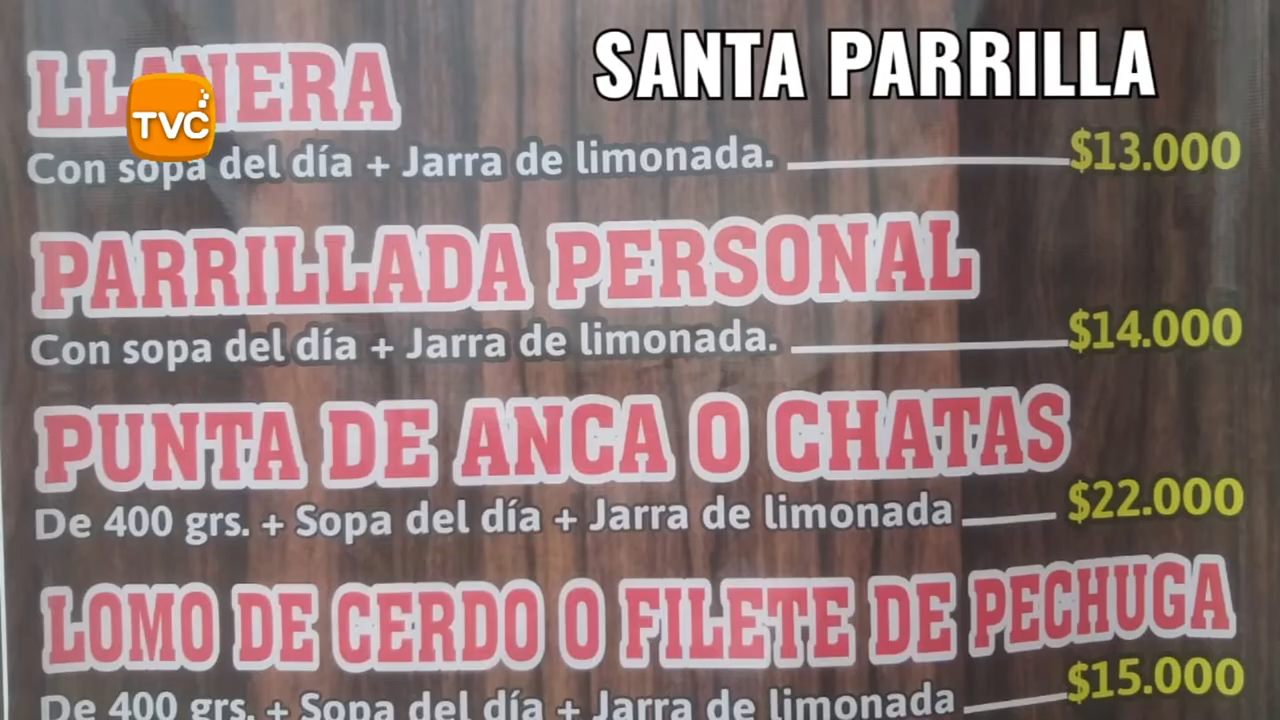 SANTA PARRILLA
LLANERA
TVC
Con sopa del día + Jarra de limonada. $13.000
PARRILLADA PERSONAL
Con sopa del día + Jarra de limonada. $14.000
PUNTA DE ANCA O CHATAS
De 400 grs. + Sopa del día + Jarra de limonada $22.000
LOMO DE CERDO O FILETE DE PECHUGA
De 400 grs. + Sopa del día + Jarra de limonada $15.000